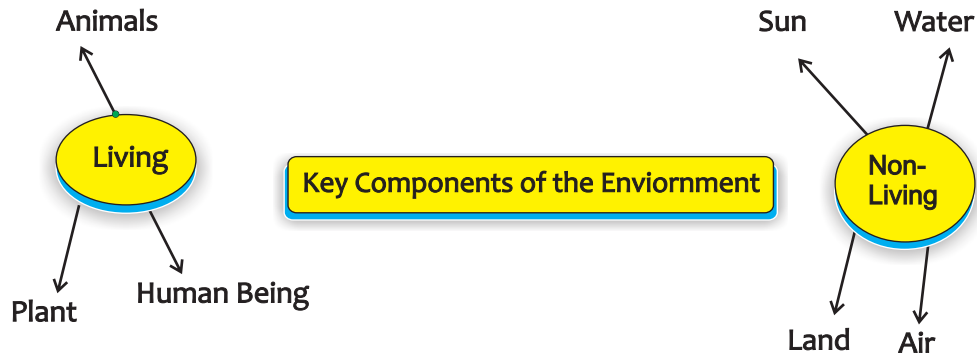 Animals
Living
Plant
Human Being
Key Components of the Enviornment
Sun
Water
Non-
Living
Land
Air